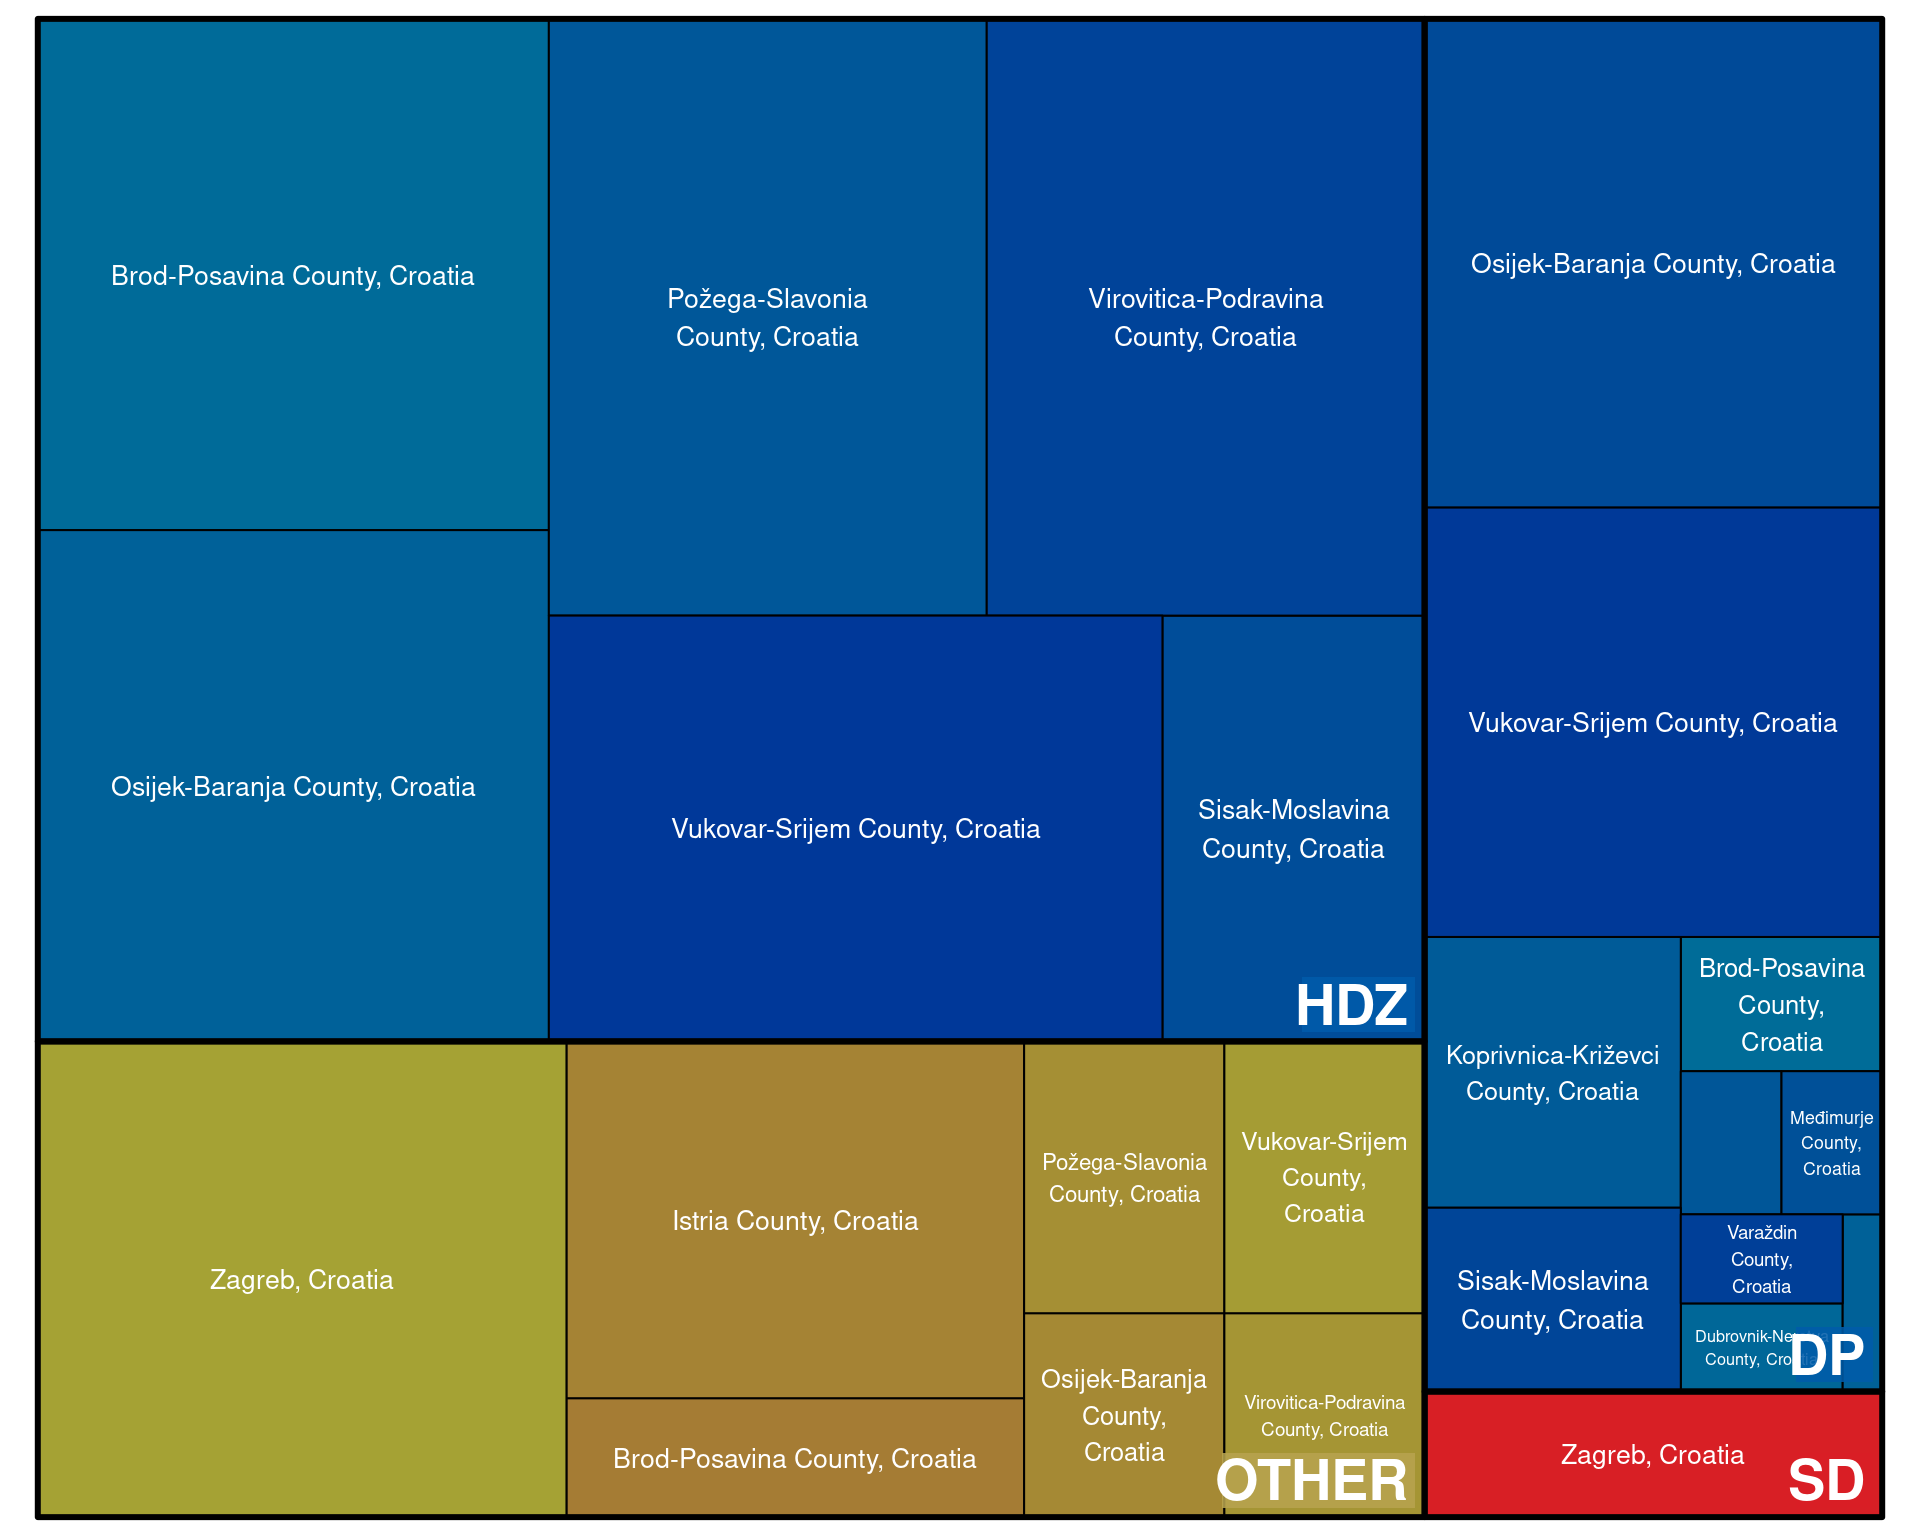 Brod-Posavina County, Croatia
Požega-Slavonia
County, Croatia
Virovitica-Podravina
County, Croatia
Osijek-Baranja County, Croatia
Vukovar-Srijem County, Croatia
Sisak-Moslavina
County, Croatia
HDZ
Osijek-Baranja County, Croatia
Vukovar-Srijem County, Croatia
Koprivnica-Križevci
County, Croatia
Brod-Posavina
County,
Croatia
Međimurje
County,
Croatia
Sisak-Moslavina
County, Croatia
Varaždin
County,
Croatia
County,
DP
Zagreb, Croatia
Istria County, Croatia
Brod-Posavina County, Croatia
Požega-Slavonia
County, Croatia
Vukovar-Srijem
County,
Croatia
Osijek-Baranja
County,
Croatia
Virovitica-Podravina
County, Croatia
OTHER
Zagreb, Croatia
SD